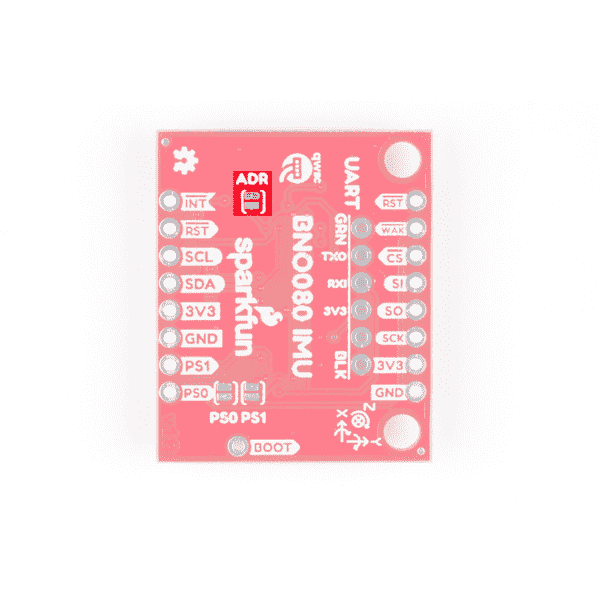 ADR
qwiic
UART
INT
RST
SCL
SDA
3V3
GND
PS1
PS0
sparkfun
BNO080 IMU
GRN
TXO
RXI
3V3
BLK
RST
WAK
CS
SI
SO
SCK
3V3
GND
PS0 PS1
BOOT
Z
X
Y